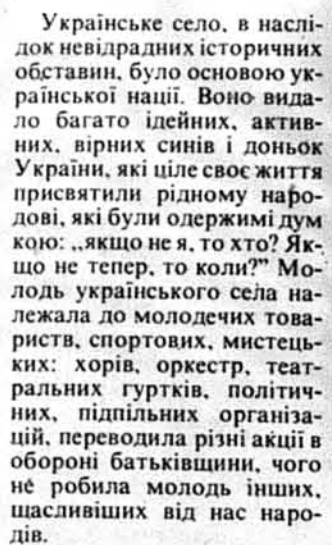 Українське село, в наслі-
док невідрадних історичних
обставин, було основою ук-
раїнської нації. Воно вида-
ло багато ідейних, актив-
них, вірних синів і доньок
України, які ціле своє життя
присвятили рідному наро-
дові, які були одержимі дум
кою: „якщо не я, то хто? Як-
що не тепер, то коли?” Мо-
лодь українського села на-
лежала до молодечих това-
риств, спортових, мистець-
ких: хорів, оркестр, теат-
ральних гуртків, політич-
них, підпільних організа-
цій, переводила різні акції в
обороні батьківщини, чого
не робила молодь інших,
щасливіших від нас наро-
дів.